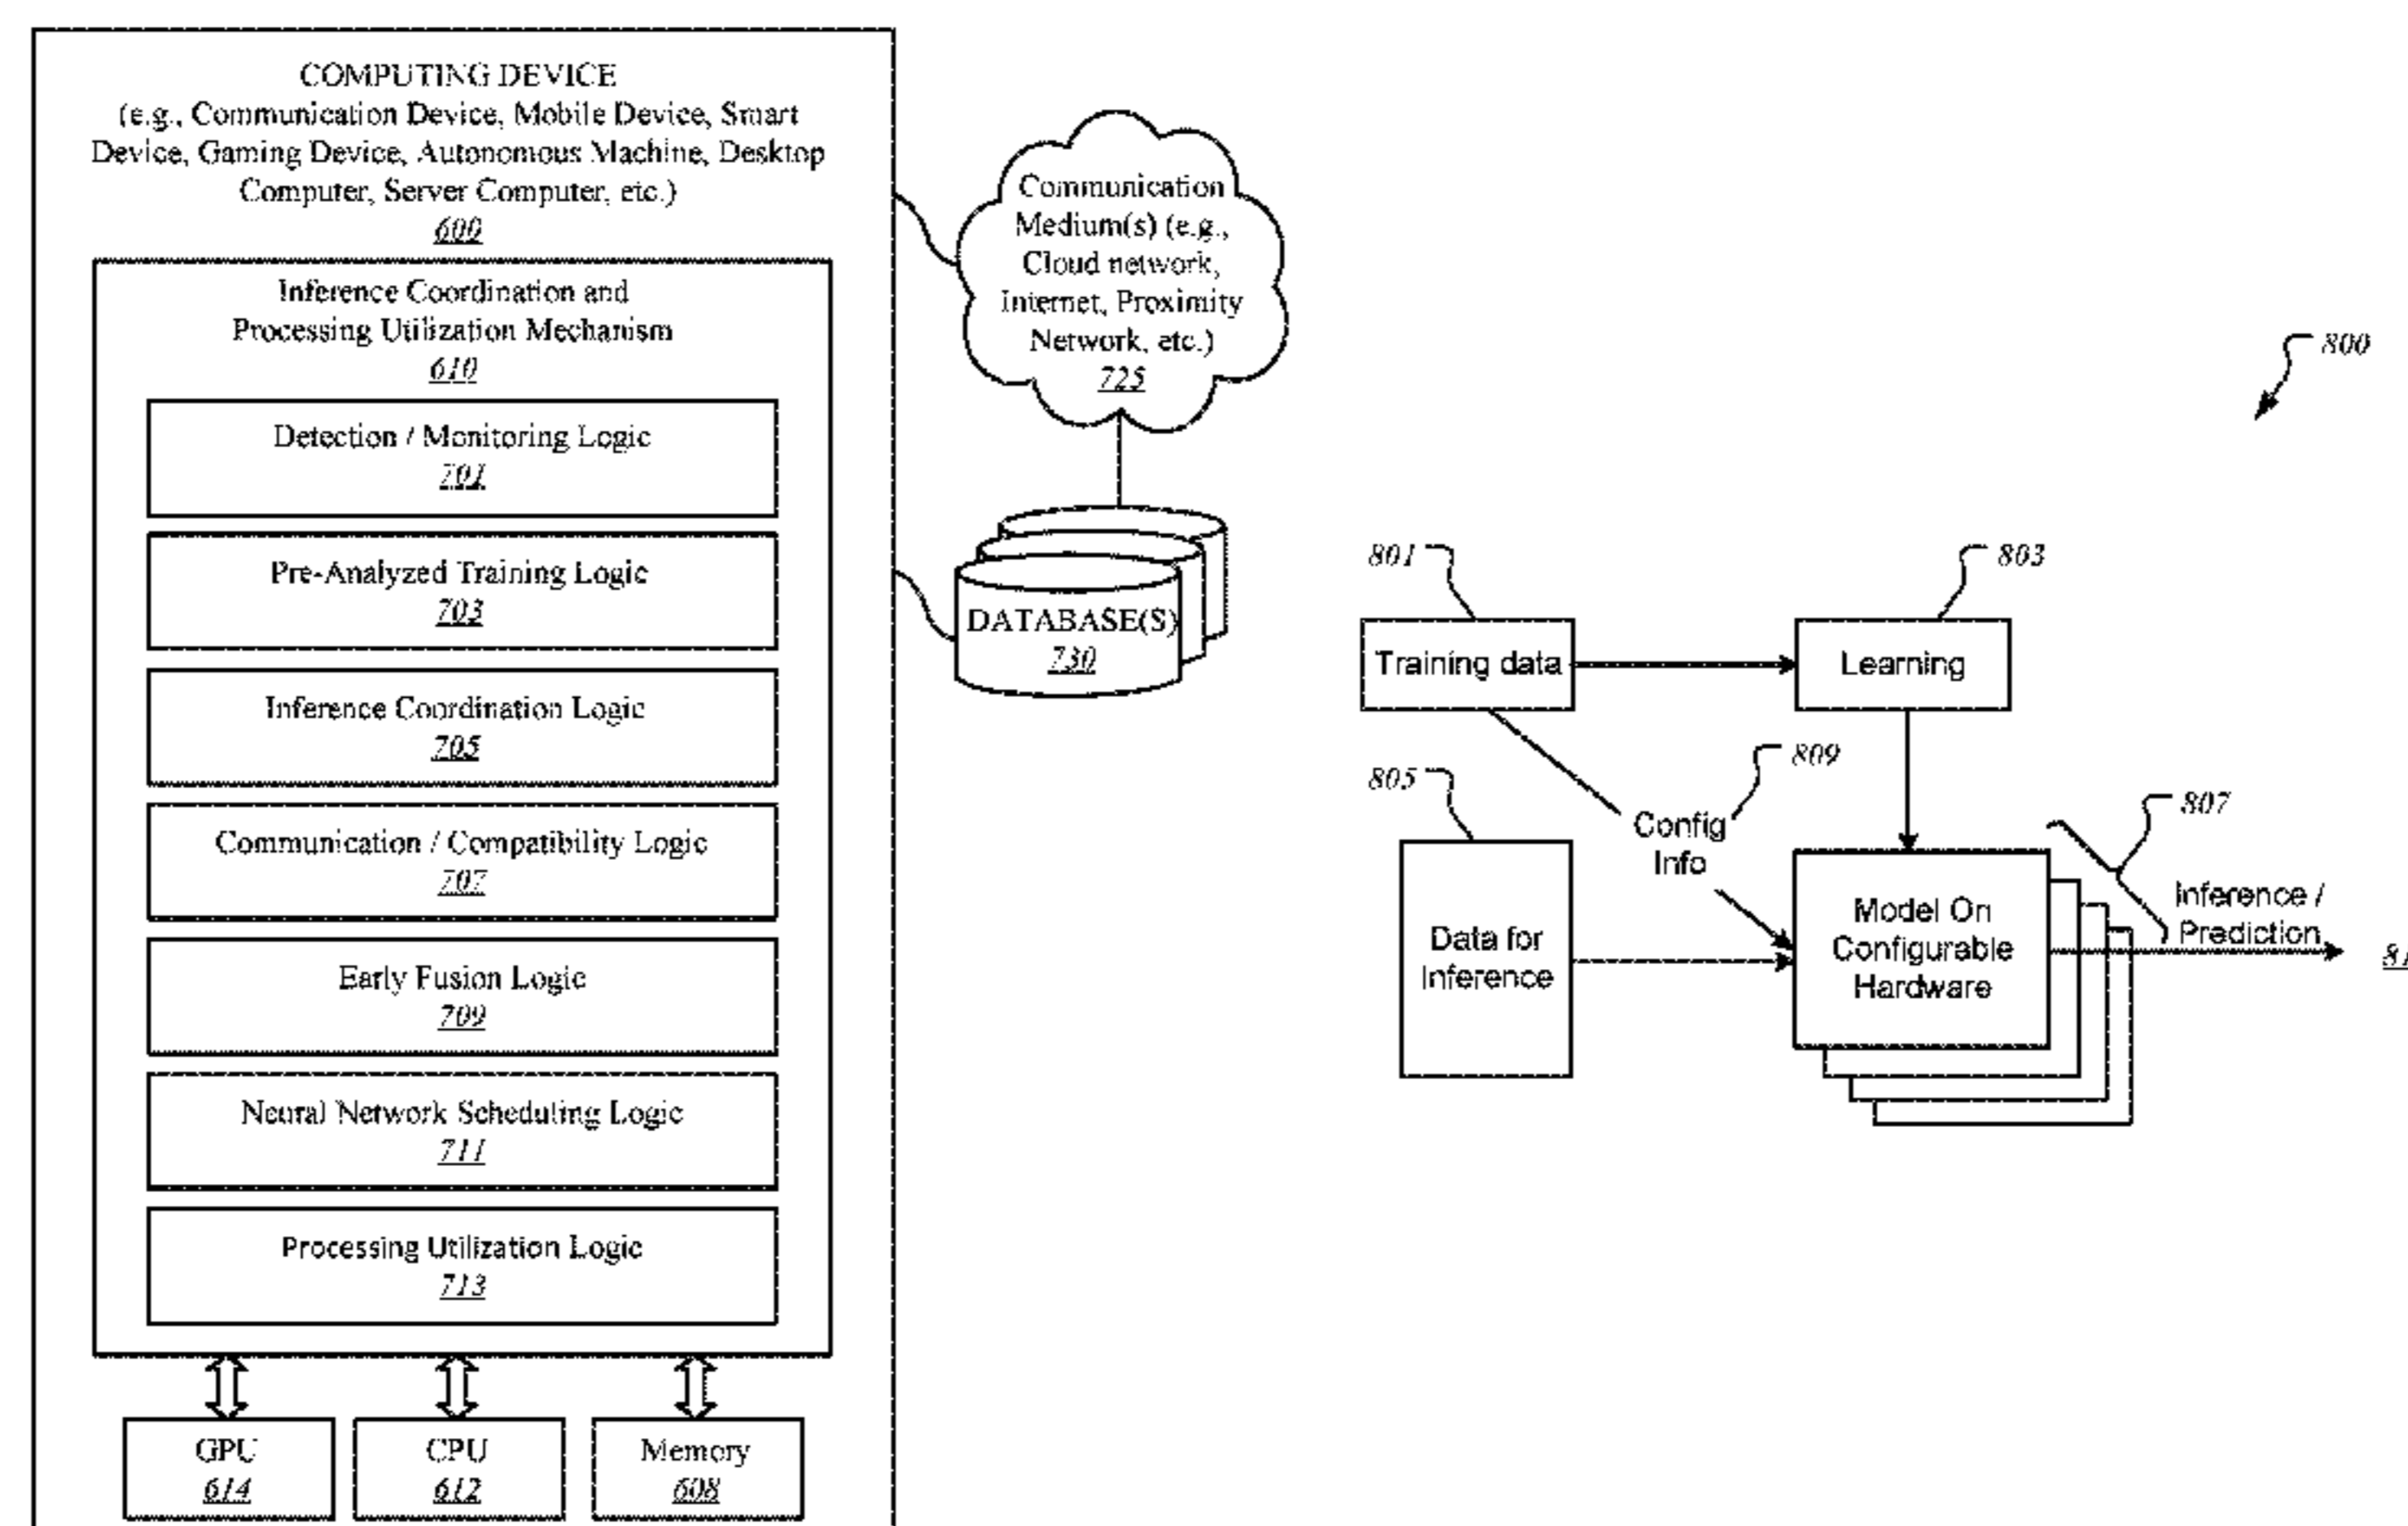 COMPUTING DEVICE
(e.g., Communication Device, Mobile Device, Smart
Device, Gaming Device, Autonomous Machine, Desktop
Computer, Server Computer, etc.)
600
Inference Coordination and
Processing Utilization Mechanism
610
Detection / Monitoring Logic
701
Pre-Analyzed Training Logic
703
Inference Coordination Logic
705
Communication / Compatibility Logic
707
Early Fusion Logic
709
Neural Network Scheduling Logic
711
Processing Utilization Logic
713
GPU
614
CPU
612
Memory
608
Communication
Medium(s) (e.g.,
Cloud network,
Internet, Proximity
Network, etc.)
725
DATABASE(S)
730
800
801
803
Training data
Learning
809
805
Config
Info
807
Data for
Inference
Model On
Configurable
Hardware
Inference /
Prediction